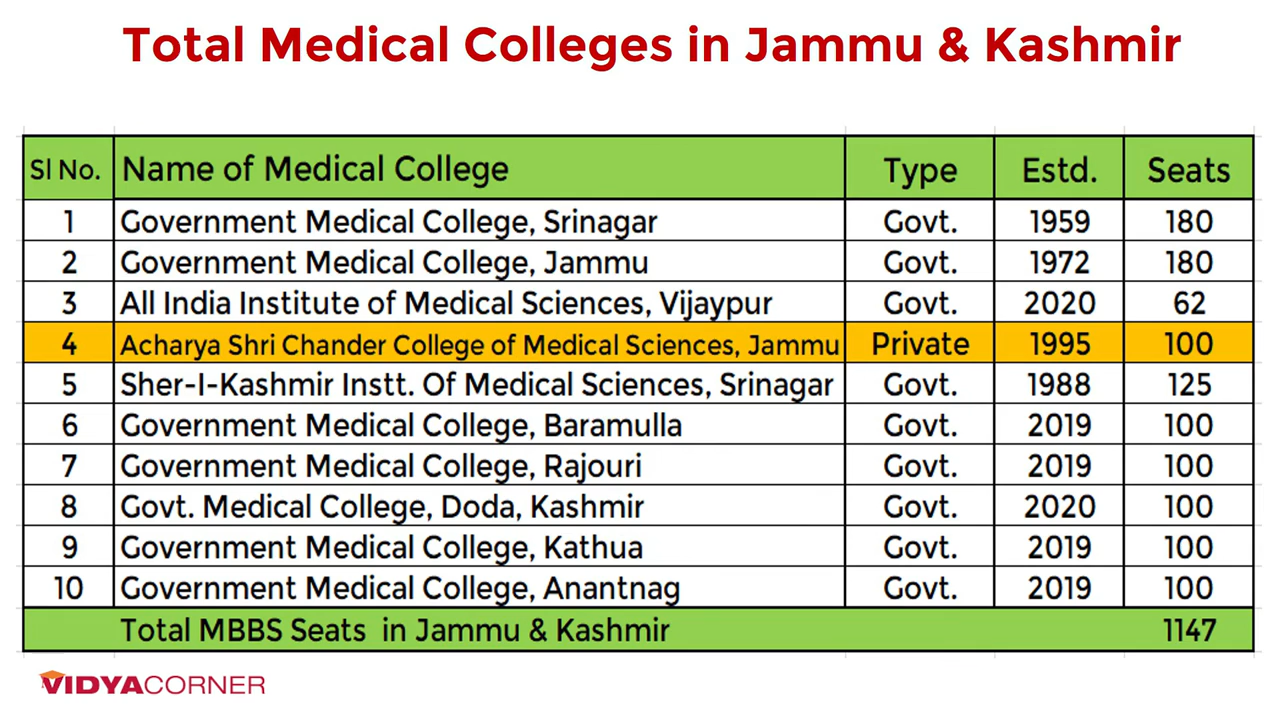 Total Medical Colleges in Jammu & Kashmir
Sl No. Name of Medical College Type Estd. Seats
1 Government Medical College, Srinagar Govt. 1959 180
2 Government Medical College, Jammu Govt. 1972 180
3 All India Institute of Medical Sciences, Vijaypur Govt. 2020 62
4 Acharya Shri Chander College of Medical Sciences, Jammu Private 1995 100
5 Sher-I-Kashmir Instt. Of Medical Sciences, Srinagar Govt. 1988 125
6 Government Medical College, Baramulla Govt. 2019 100
7 Government Medical College, Rajouri Govt. 2019 100
8 Govt. Medical College, Doda, Kashmir Govt. 2020 100
9 Government Medical College, Kathua Govt. 2019 100
10 Government Medical College, Anantnag Govt. 2019 100
Total MBBS Seats in Jammu & Kashmir 1147
VIDYACORNER